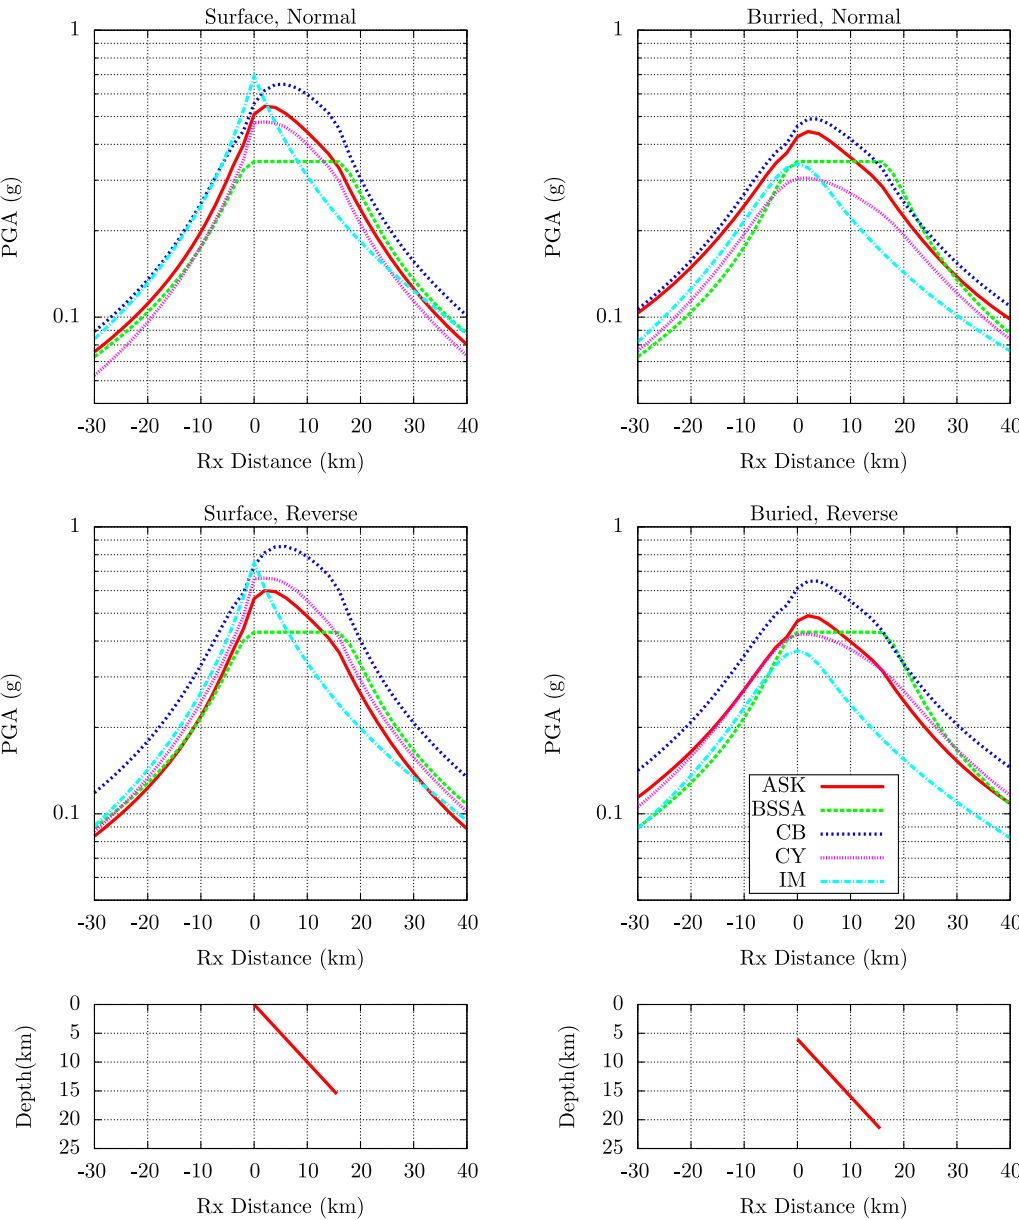 Surface, Normal
1
0.1
PGA (g)
-30 -20 -10 0 10 20 30 40
Rx Distance (km)
Burried, Normal
1
0.1
PGA (g)
-30 -20 -10 0 10 20 30 40
Rx Distance (km)
Surface, Reverse
1
0.1
PGA (g)
-30 -20 -10 0 10 20 30 40
Rx Distance (km)
Buried, Reverse
1
0.1
PGA (g)
ASK
BSSA
CB
CY
IM
-30 -20 -10 0 10 20 30 40
Rx Distance (km)
0
5
10
15
20
25
Depth(km)
-30 -20 -10 0 10 20 30 40
Rx Distance (km)
0
5
10
15
20
25
Depth(km)
-30 -20 -10 0 10 20 30 40
Rx Distance (km)